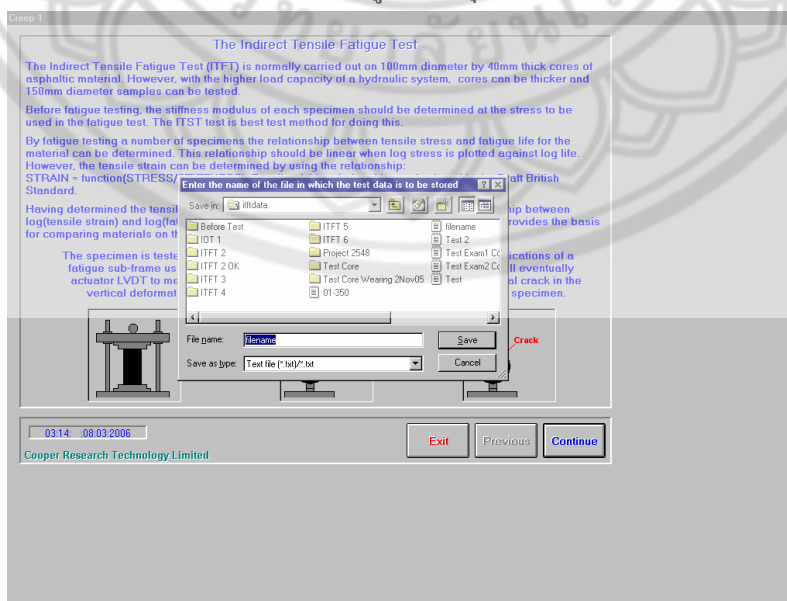 Creep 1
The Indirect Tensile Fatigue Test
The Indirect Tensile Fatigue Test (ITFT) is normally carried out on 100mm diameter by 40mm thick cores of
asphaltic material. However, with the higher load capacity of a hydraulic system, cores can be thicker and
150mm diameter samples can be tested.
Before fatigue testing, the stiffness modulus of each specimen should be determined at the stress to be
used in the fatigue test. The ITST test is best test method for doing this.
By fatigue testing a number of specimens the relationship between tensile stress and fatigue life for the
material can be determined. This relationship should be linear when log stress is plotted against log life.
However, the tensile strain can be determined by using the relationship:
STRAIN = function(STRESS/
British
Standard.
Having determined the tensil
between
log(tensile strain) and log(fat
provides the basis
for comparing materials on th
The specimen is teste
ications of a
fatigue sub-frame us
ll eventually
actuator LVDT to me
al crack in the
vertical deformat
specimen.
Enter the name of the file in which the test data is to be stored
Save in: itftdata
Before Test
IOT 1
ITFT 2
ITFT 2 OK
ITFT 3
ITFT 4
ITFT 5
ITFT 6
Project 2548
Test Core
Test Core Wearing 2Nov05
01-350
filename
Test 2
Test Exam1 Cc
Test Exam2 Cc
Test
File name: filename
Save
Save as type: Text file (*.txt)/*.txt
Cancel
Crack
03:14: :08:03:2006
Cooper Research Technology Limited
Exit
Previous
Continue